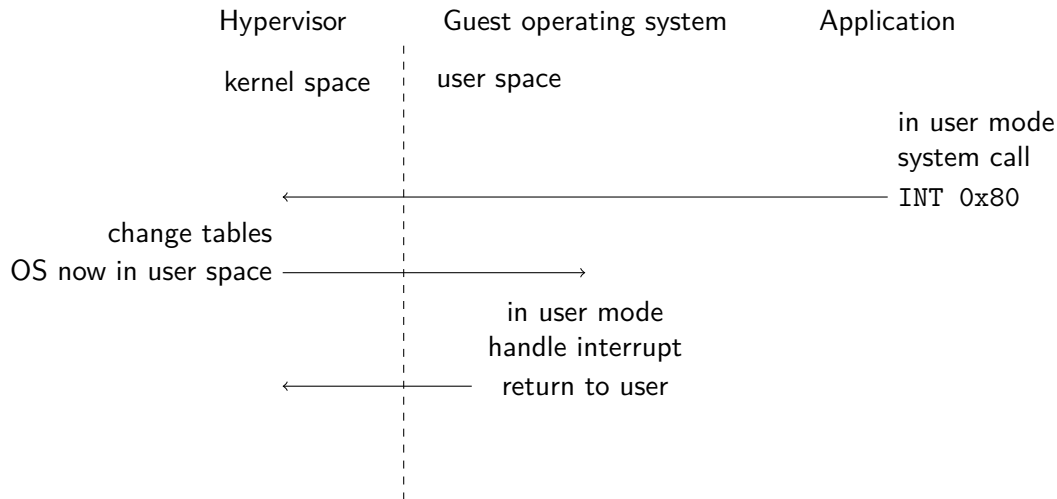 Hypervisor
Guest operating system
Application
kernel space
user space
in user mode
system call
INT 0x80
change tables
OS now in user space
in user mode
handle interrupt
return to user